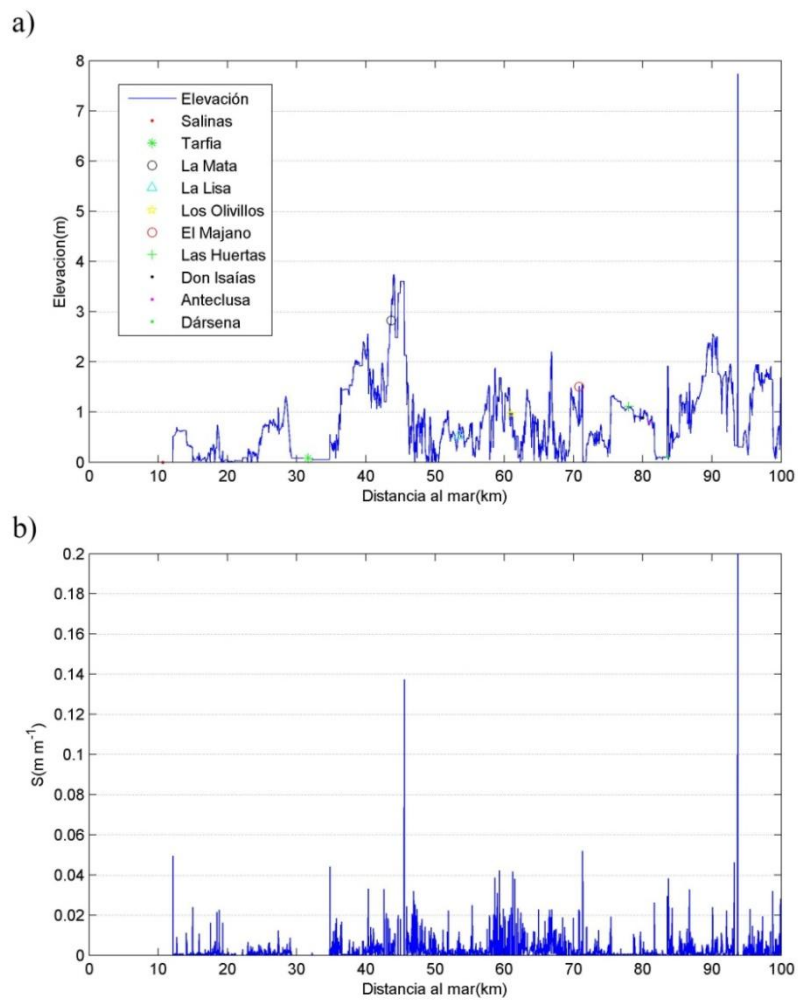 a)
8
7
6
5
4
3
2
1
0
Elevacion(m)
Elevación
Salinas
Tarfia
La Mata
La Lisa
Los Olivillos
El Majano
Las Huertas
Don Isaías
Anteclusa
Dársena
0 10 20 30 40 50 60 70 80 90 100
Distancia al mar(km)
b)
0.2
0.18
0.16
0.14
0.12
0.1
0.08
0.06
0.04
0.02
0
S(m m⁻¹)
0 10 20 30 40 50 60 70 80 90 100
Distancia al mar(km)